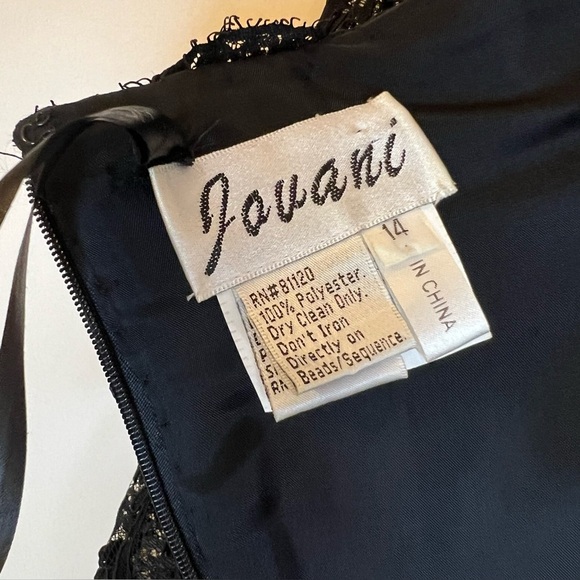 Jovani
14
IN CHINA
RN#81120
100% Polyester.
Dry Clean Only.
Don't Iron
Directly on
Beads/Sequence.